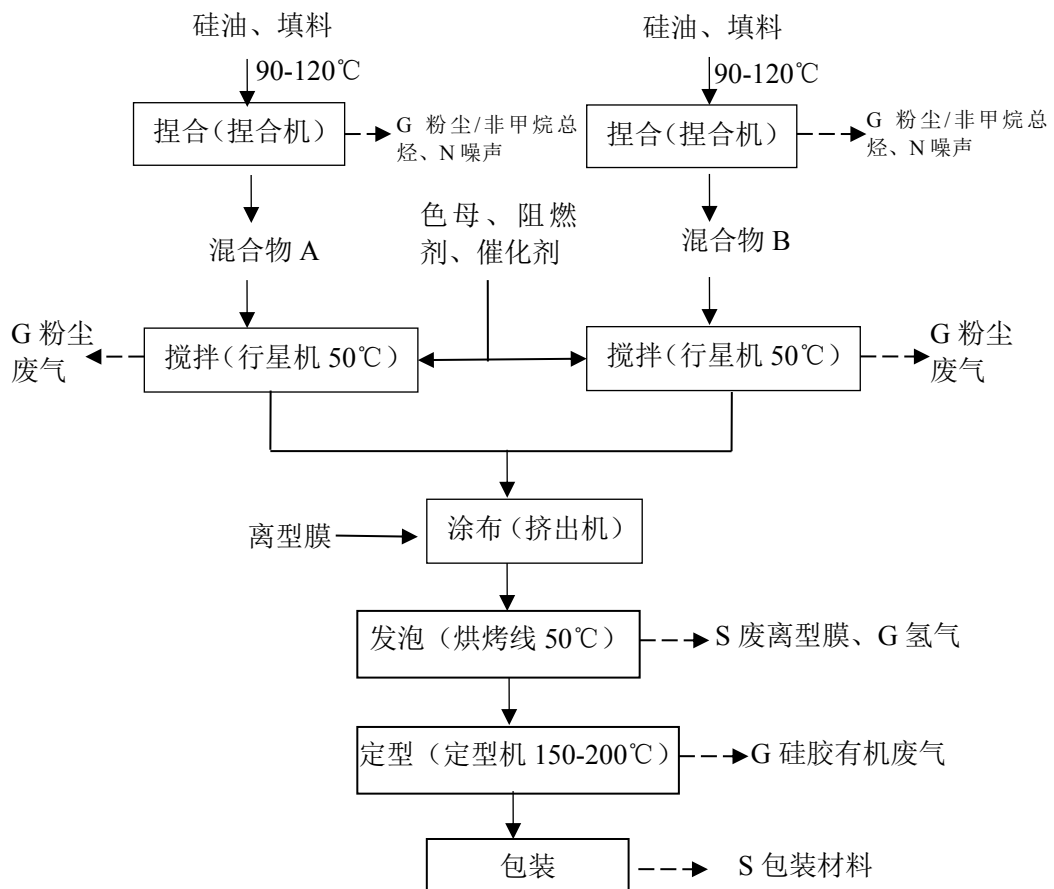 硅油、填料
硅油、填料
90-120℃
90-120℃
捏合（捏合机）
G 粉尘/非甲烷总
烃、N 噪声
捏合（捏合机）
G 粉尘/非甲烷总
烃、N 噪声
混合物 A
色母、阻燃
剂、催化剂
混合物 B
G 粉尘
废气
搅拌（行星机 50℃）
搅拌（行星机 50℃）
G 粉尘
废气
离型膜
涂布（挤出机）
发泡（烘烤线 50℃）
S 废离型膜、G 氢气
定型（定型机 150-200℃）
G 硅胶有机废气
包装
S 包装材料